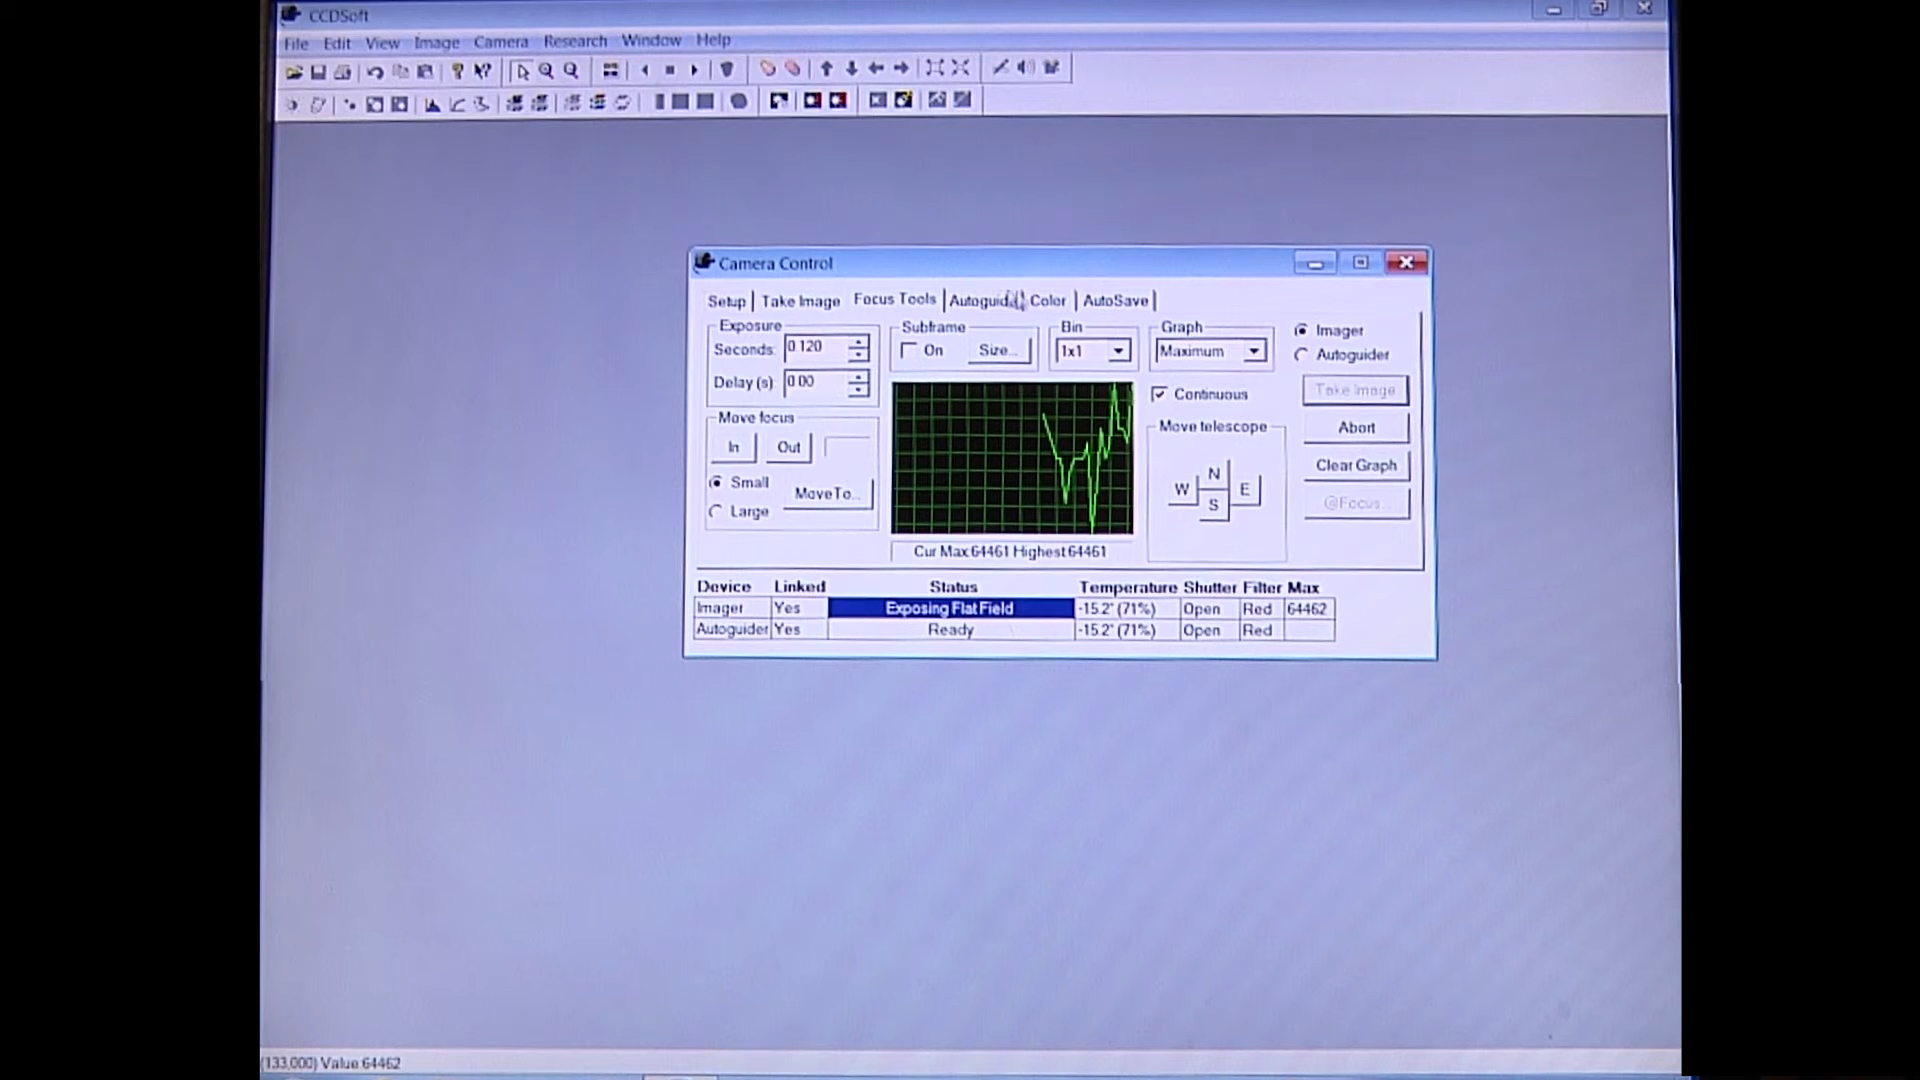 CCDSoft
File Edit View Image Camera Research Window Help
Camera Control
Setup Take Image Focus Tools Autoguide Color AutoSave
Exposure
Seconds: 0.120
Delay (s): 0.00
Subframe
On Size...
Bin
1x1
Graph
Maximum
Imager
Autoguider
Continuous
Take Image
Abort
Clear Graph
@Focus...
Move focus
In Out
Small
Large
Move To...
Move telescope
N
W E
S
Cur Max 64461 Highest 64461
Device Linked Status Temperature Shutter Filter Max
Imager Yes Exposing Flat Field -15.2° (71%) Open Red 64462
Autoguider Yes Ready -15.2° (71%) Open Red
(133,000) Value 64462